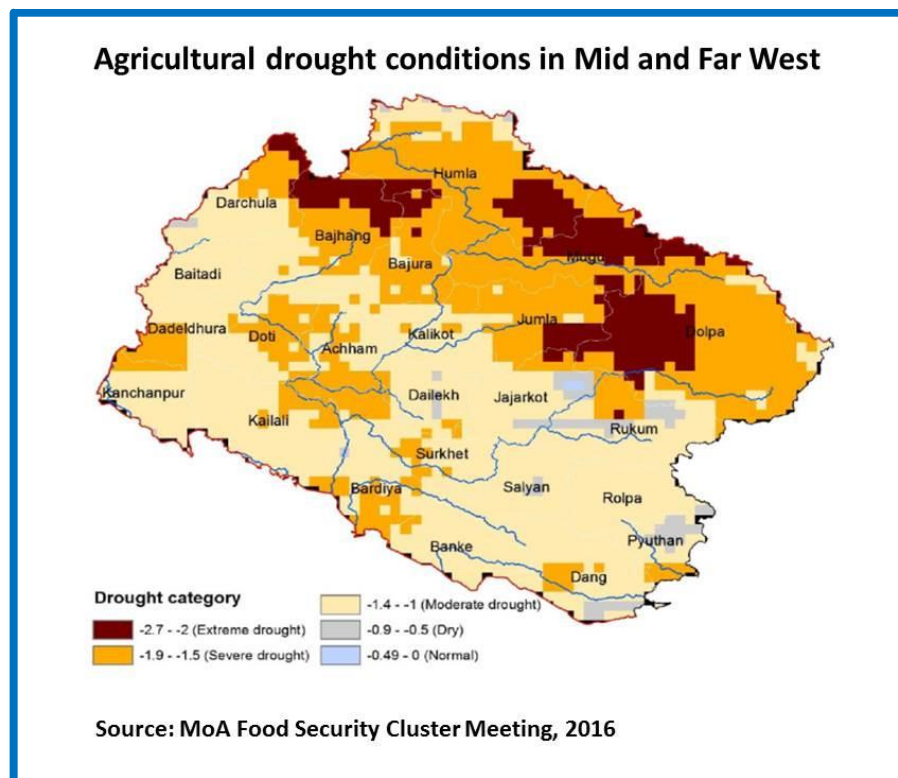 Agricultural drought conditions in Mid and Far West
Humla
Darchula
Bajhang
Mugu
Bajura
Baitadi
Jumla
Dolpa
Dadeldhura
Doti
Kalikot
Achham
Kanchanpur
Dailekh
Jajarkot
Kailali
Rukum
Surkhet
Salyan
Bardiya
Rolpa
Pyuthan
Banke
Dang
Drought category
-2.7 - -2 (Extreme drought)
-1.9 - -1.5 (Severe drought)
-1.4 - -1 (Moderate drought)
-0.9 - -0.5 (Dry)
-0.49 - 0 (Normal)
Source: MoA Food Security Cluster Meeting, 2016